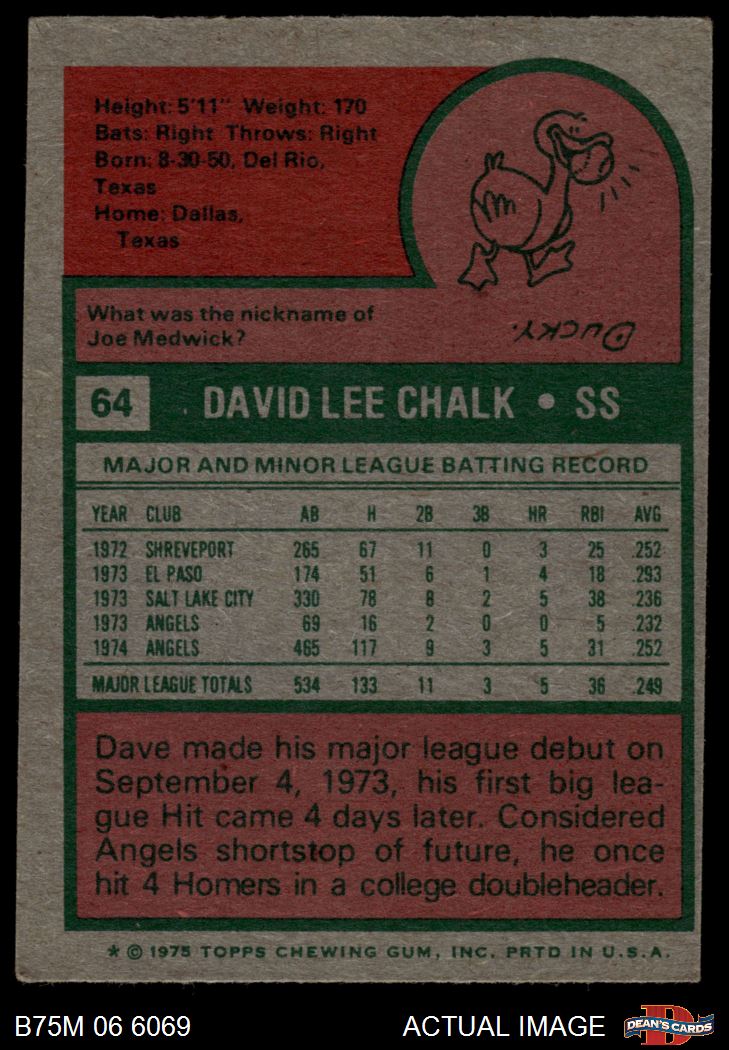 Height: 5'11" Weight: 170
Bats: Right Throws: Right
Born: 8-30-50, Del Rio,
Texas
Home: Dallas,
Texas
What was the nickname of
Joe Medwick?
Ducky.
64 DAVID LEE CHALK • SS
MAJOR AND MINOR LEAGUE BATTING RECORD
YEAR CLUB AB H 2B 3B HR RBI AVG
1972 SHREVEPORT 265 67 11 0 3 25 .252
1973 EL PASO 174 51 6 1 4 18 .293
1973 SALT LAKE CITY 330 78 8 2 5 38 .236
1973 ANGELS 69 16 2 0 0 5 .232
1974 ANGELS 465 117 9 3 5 31 .252
MAJOR LEAGUE TOTALS 534 133 11 3 5 36 .249
Dave made his major league debut on
September 4, 1973, his first big lea-
gue Hit came 4 days later. Considered
Angels shortstop of future, he once
hit 4 Homers in a college doubleheader.
* © 1975 TOPPS CHEWING GUM, INC. PRTD IN U.S.A.
B75M 06 6069 ACTUAL IMAGE DEAN'S CARDS